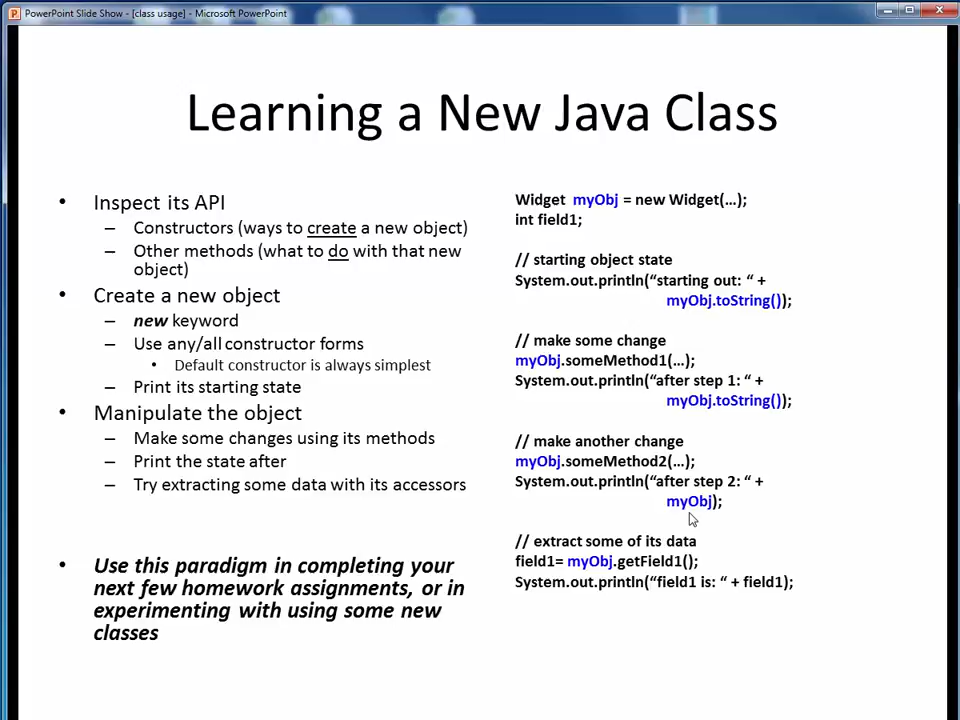 PowerPoint Slide Show - [class usage] - Microsoft PowerPoint
Learning a New Java Class
• Inspect its API
– Constructors (ways to create a new object)
– Other methods (what to do with that new
object)
• Create a new object
– new keyword
– Use any/all constructor forms
• Default constructor is always simplest
– Print its starting state
• Manipulate the object
– Make some changes using its methods
– Print the state after
– Try extracting some data with its accessors
• Use this paradigm in completing your
next few homework assignments, or in
experimenting with using some new
classes
Widget myObj = new Widget(…);
int field1;
// starting object state
System.out.println(“starting out: “ +
myObj.toString());
// make some change
myObj.someMethod1(…);
System.out.println(“after step 1: “ +
myObj.toString());
// make another change
myObj.someMethod2(…);
System.out.println(“after step 2: “ +
myObj);
// extract some of its data
field1= myObj.getField1();
System.out.println(“field1 is: “ + field1);